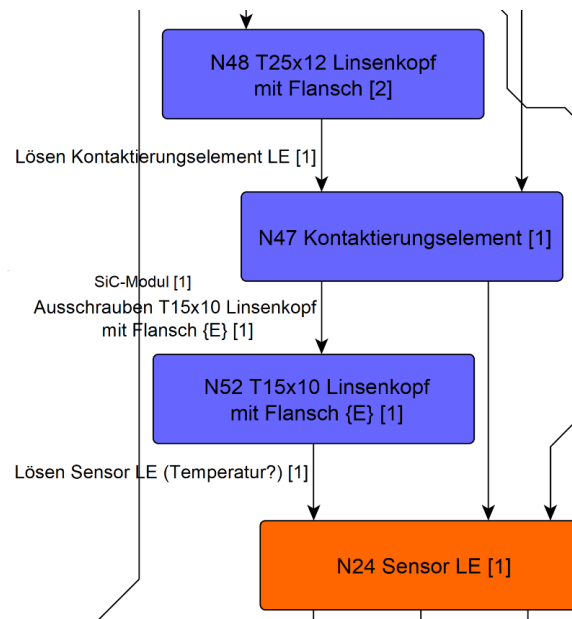 N48 T25x12 Linsenkopf
mit Flansch [2]
Lösen Kontaktierungselement LE [1]
N47 Kontaktierungselement [1]
SiC-Modul [1]
Ausschrauben T15x10 Linsenkopf
mit Flansch {E} [1]
N52 T15x10 Linsenkopf
mit Flansch {E} [1]
Lösen Sensor LE (Temperatur?) [1]
N24 Sensor LE [1]